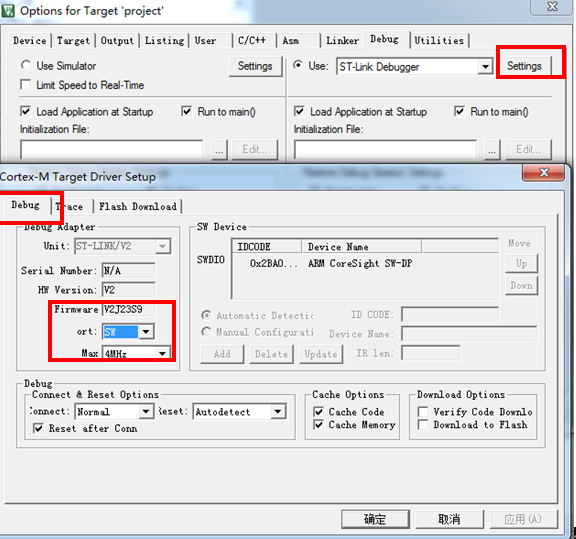 Options for Target 'project'
Device Target Output Listing User C/C++ Asm Linker Debug Utilities
Use Simulator Settings Use: ST-Link Debugger Settings
Limit Speed to Real-Time
Load Application at Startup Run to main() Load Application at Startup Run to main()
Initialization File: Initialization File:
... Edit... ... Edit...
Cortex-M Target Driver Setup
Debug Trace Flash Download
Debug Adapter SW Device
Unit: ST-LINK/V2 IDCODE Device Name Move
SWDIO 0x2BA0... ARM CoreSight SW-DP Up
Serial Number: N/A
HW Version: V2 Down
Firmware V2J23S9
ort: SW Automatic Detectic ID CODE:
Manual Configurati Device Name:
Max 4MHz Add Delete Update IR len:
Debug
Connect & Reset Options Cache Options Download Options
Connect: Normal Reset: Autodetect Cache Code Verify Code Downlo
Reset after Conn Cache Memory Download to Flash
确定 取消 应用(A)